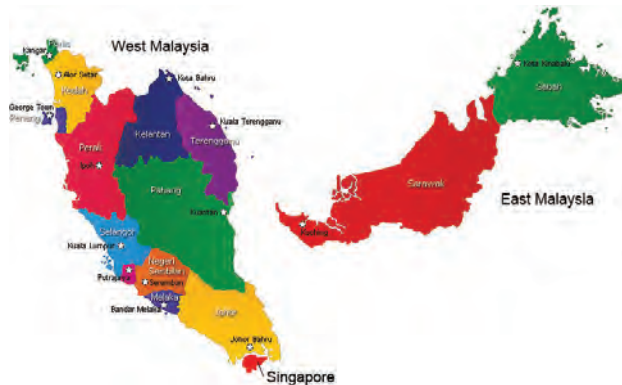 West Malaysia
Kangar
Perlis
Alor Setar
Kedah
George Town
Penang
Kota Bahru
Kuala Terengganu
Terengganu
Kelantan
Perak
Ipoh
Pahang
Kuantan
Selangor
Kuala Lumpur
Putrajaya
Negeri
Sembilan
Seremban
Melaka
Bandar Melaka
Johor
Johor Bahru
Singapore
Kota Kinabalu
Sabah
Sarawak
Kuching
East Malaysia